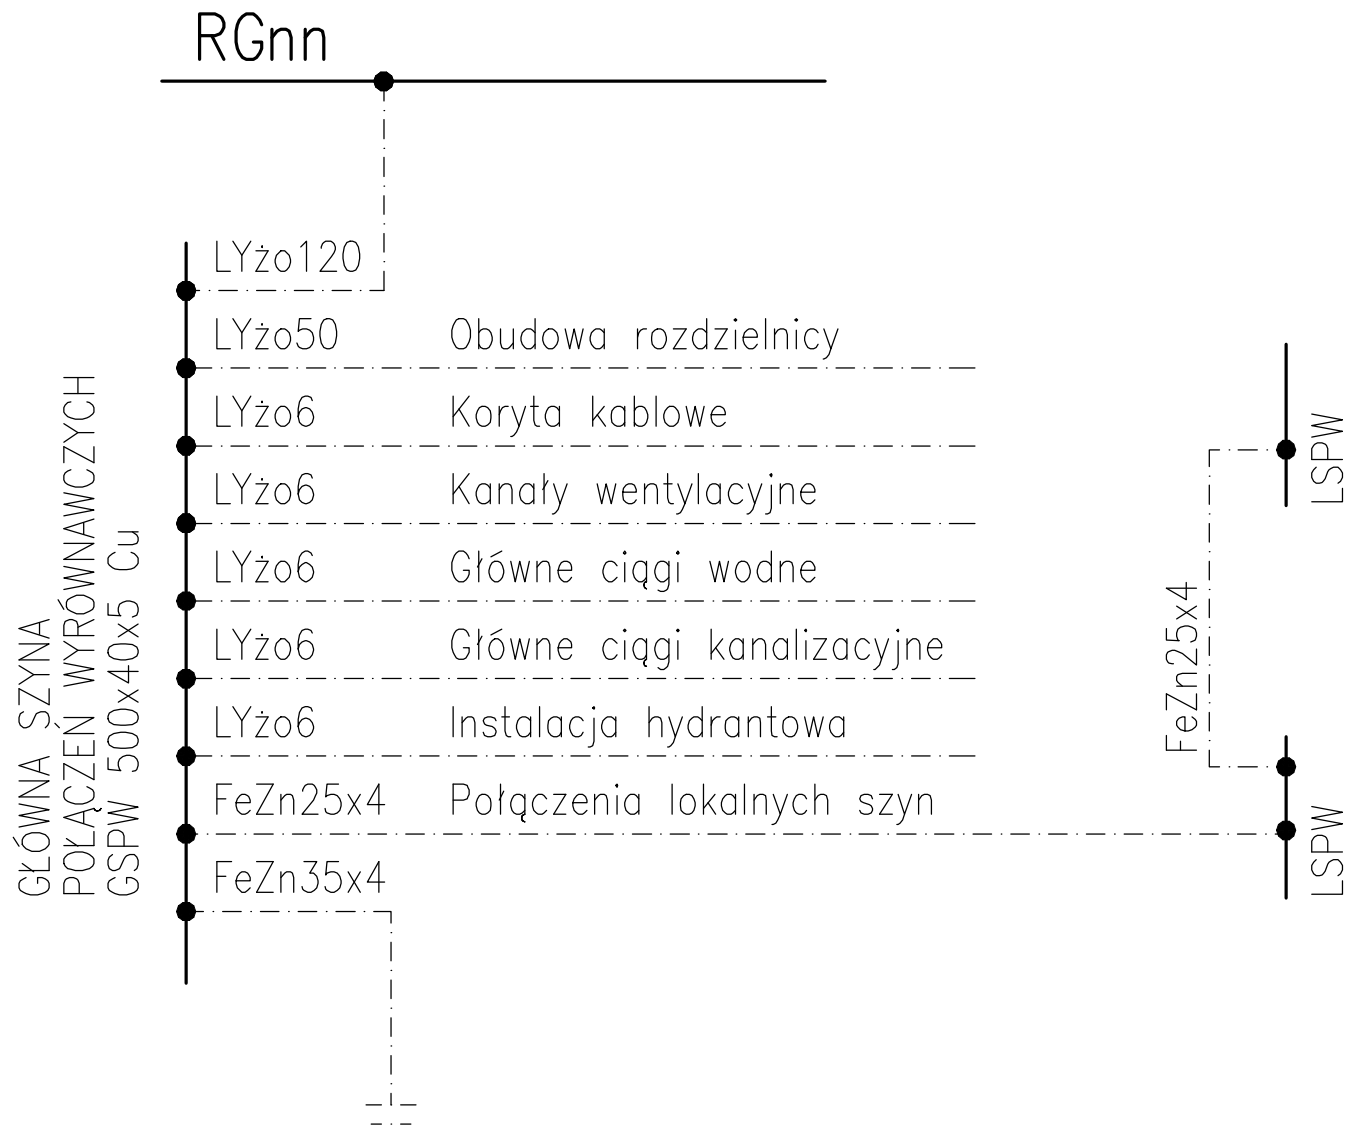 RGnn
LYżo120
LYżo50 Obudowa rozdzielnicy
LYżo6 Koryta kablowe
LYżo6 Kanały wentylacyjne
LYżo6 Główne ciągi wodne
LYżo6 Główne ciągi kanalizacyjne
LYżo6 Instalacja hydrantowa
FeZn25x4 Połączenia lokalnych szyn
FeZn35x4
GŁÓWNA SZYNA
POŁĄCZEŃ WYRÓWNAWCZYCH
GSPW 500x40x5 Cu
FeZn25x4
LSPW
LSPW